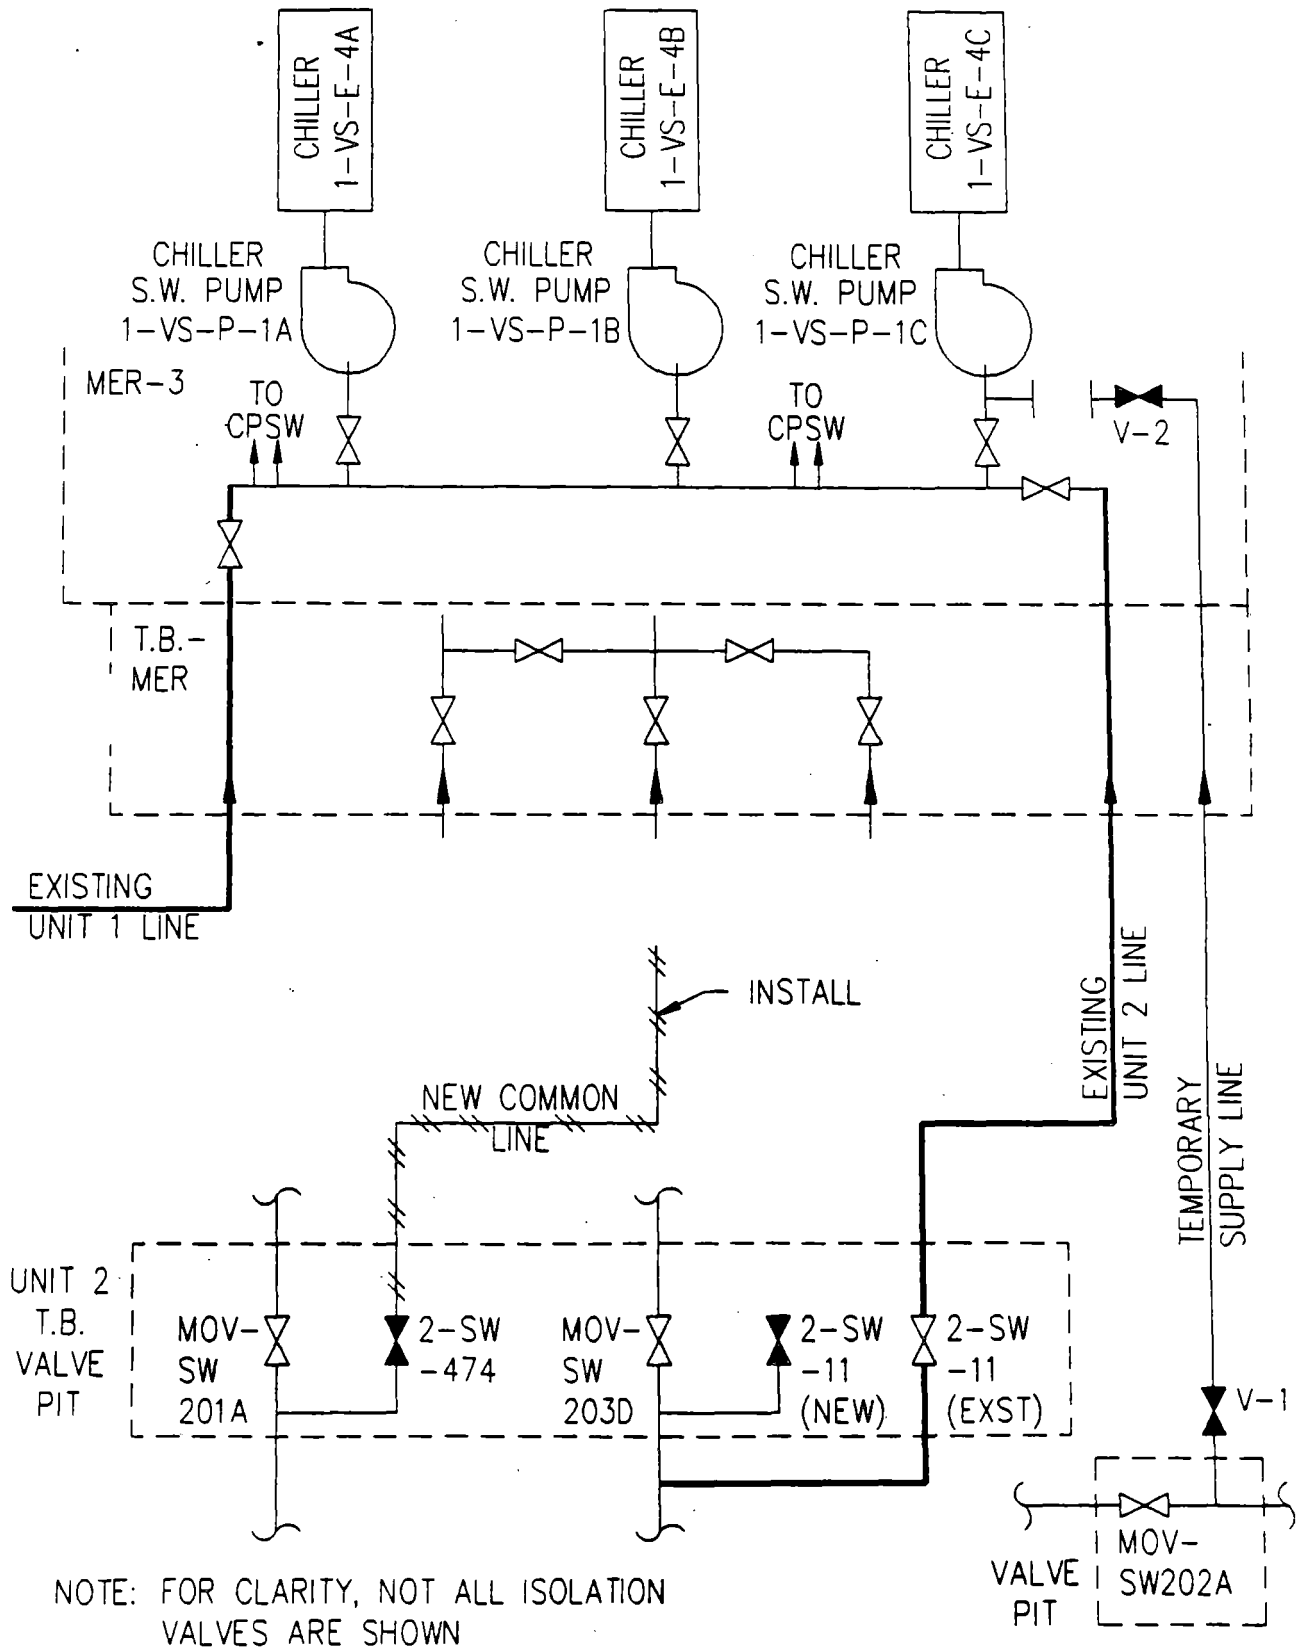 CHILLER
1-VS-E-4A
CHILLER
1-VS-E-4B
CHILLER
1-VS-E-4C
CHILLER
S.W. PUMP
1-VS-P-1A
CHILLER
S.W. PUMP
1-VS-P-1B
CHILLER
S.W. PUMP
1-VS-P-1C
MER-3
TO
CPSW
TO
CPSW
V-2
T.B.-
MER
EXISTING
UNIT 1 LINE
INSTALL
EXISTING
UNIT 2 LINE
NEW COMMON
LINE
TEMPORARY
SUPPLY LINE
UNIT 2
T.B.
VALVE
PIT
MOV-
SW
201A
2-SW
-474
MOV-
SW
203D
2-SW
-11
(NEW)
2-SW
-11
(EXST)
V-1
MOV-
SW202A
VALVE
PIT
NOTE: FOR CLARITY, NOT ALL ISOLATION
VALVES ARE SHOWN